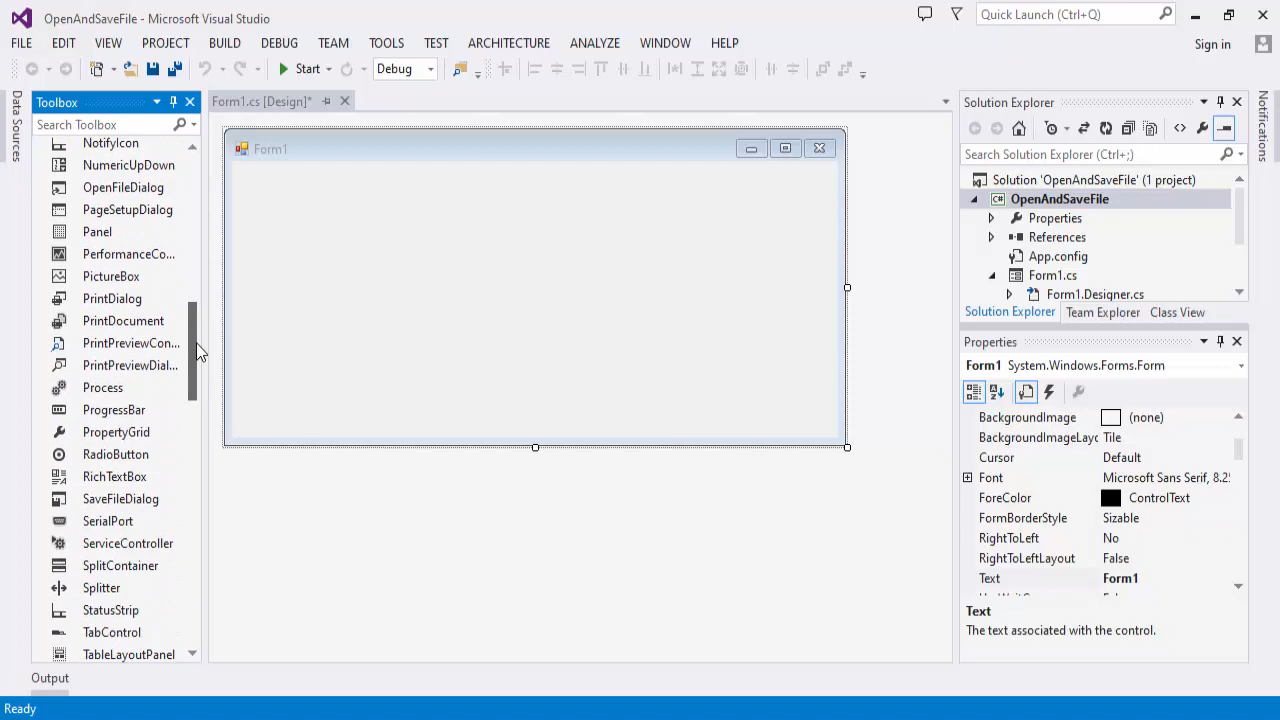 OpenAndSaveFile - Microsoft Visual Studio
Quick Launch (Ctrl+Q)
FILE EDIT VIEW PROJECT BUILD DEBUG TEAM TOOLS TEST ARCHITECTURE ANALYZE WINDOW HELP
Sign in
Start
Debug
Data Sources
Toolbox
Search Toolbox
NotifyIcon
NumericUpDown
OpenFileDialog
PageSetupDialog
Panel
PerformanceCo...
PictureBox
PrintDialog
PrintDocument
PrintPreviewCon...
PrintPreviewDial...
Process
ProgressBar
PropertyGrid
RadioButton
RichTextBox
SaveFileDialog
SerialPort
ServiceController
SplitContainer
Splitter
StatusStrip
TabControl
TableLayoutPanel
Form1.cs [Design]*
Form1
Solution Explorer
Search Solution Explorer (Ctrl+;)
Solution 'OpenAndSaveFile' (1 project)
C# OpenAndSaveFile
Properties
References
App.config
Form1.cs
Form1.Designer.cs
Solution Explorer Team Explorer Class View
Notifications
Properties
Form1 System.Windows.Forms.Form
BackgroundImage (none)
BackgroundImageLayc Tile
Cursor Default
Font Microsoft Sans Serif, 8.25
ForeColor ControlText
FormBorderStyle Sizable
RightToLeft No
RightToLeftLayout False
Text Form1
Text
The text associated with the control.
Output
Ready